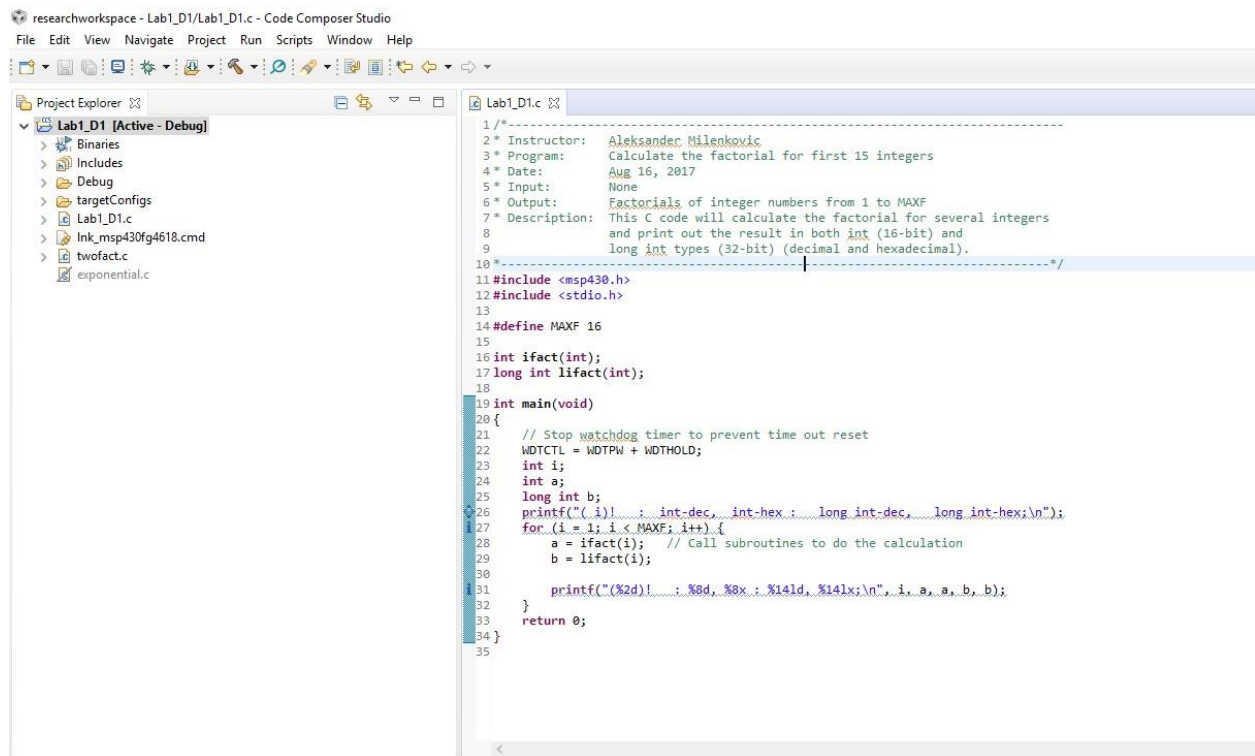 researchworkspace - Lab1_D1/Lab1_D1.c - Code Composer Studio
File Edit View Navigate Project Run Scripts Window Help
Project Explorer
Lab1_D1 [Active - Debug]
Binaries
Includes
Debug
targetConfigs
Lab1_D1.c
lnk_msp430fg4618.cmd
twofact.c
exponential.c
Lab1_D1.c
1 /*------------------------------------------------------------------------------
2 * Instructor: Aleksander Milenkovic
3 * Program: Calculate the factorial for first 15 integers
4 * Date: Aug 16, 2017
5 * Input: None
6 * Output: Factorials of integer numbers from 1 to MAXF
7 * Description: This C code will calculate the factorial for several integers
8 and print out the result in both int (16-bit) and
9 long int types (32-bit) (decimal and hexadecimal).
10 *-----------------------------------------------------------------------------*/
11 #include <msp430.h>
12 #include <stdio.h>
13
14 #define MAXF 16
15
16 int ifact(int);
17 long int lifact(int);
18
19 int main(void)
20 {
21 // Stop watchdog timer to prevent time out reset
22 WDTCTL = WDTPW + WDTHOLD;
23 int i;
24 int a;
25 long int b;
26 printf("( i)! : int-dec, int-hex : long int-dec, long int-hex;\n");
27 for (i = 1; i < MAXF; i++) {
28 a = ifact(i); // Call subroutines to do the calculation
29 b = lifact(i);
30
31 printf("(%2d)! : %8d, %8x : %14ld, %14lx;\n", i, a, a, b, b);
32 }
33 return 0;
34 }
35